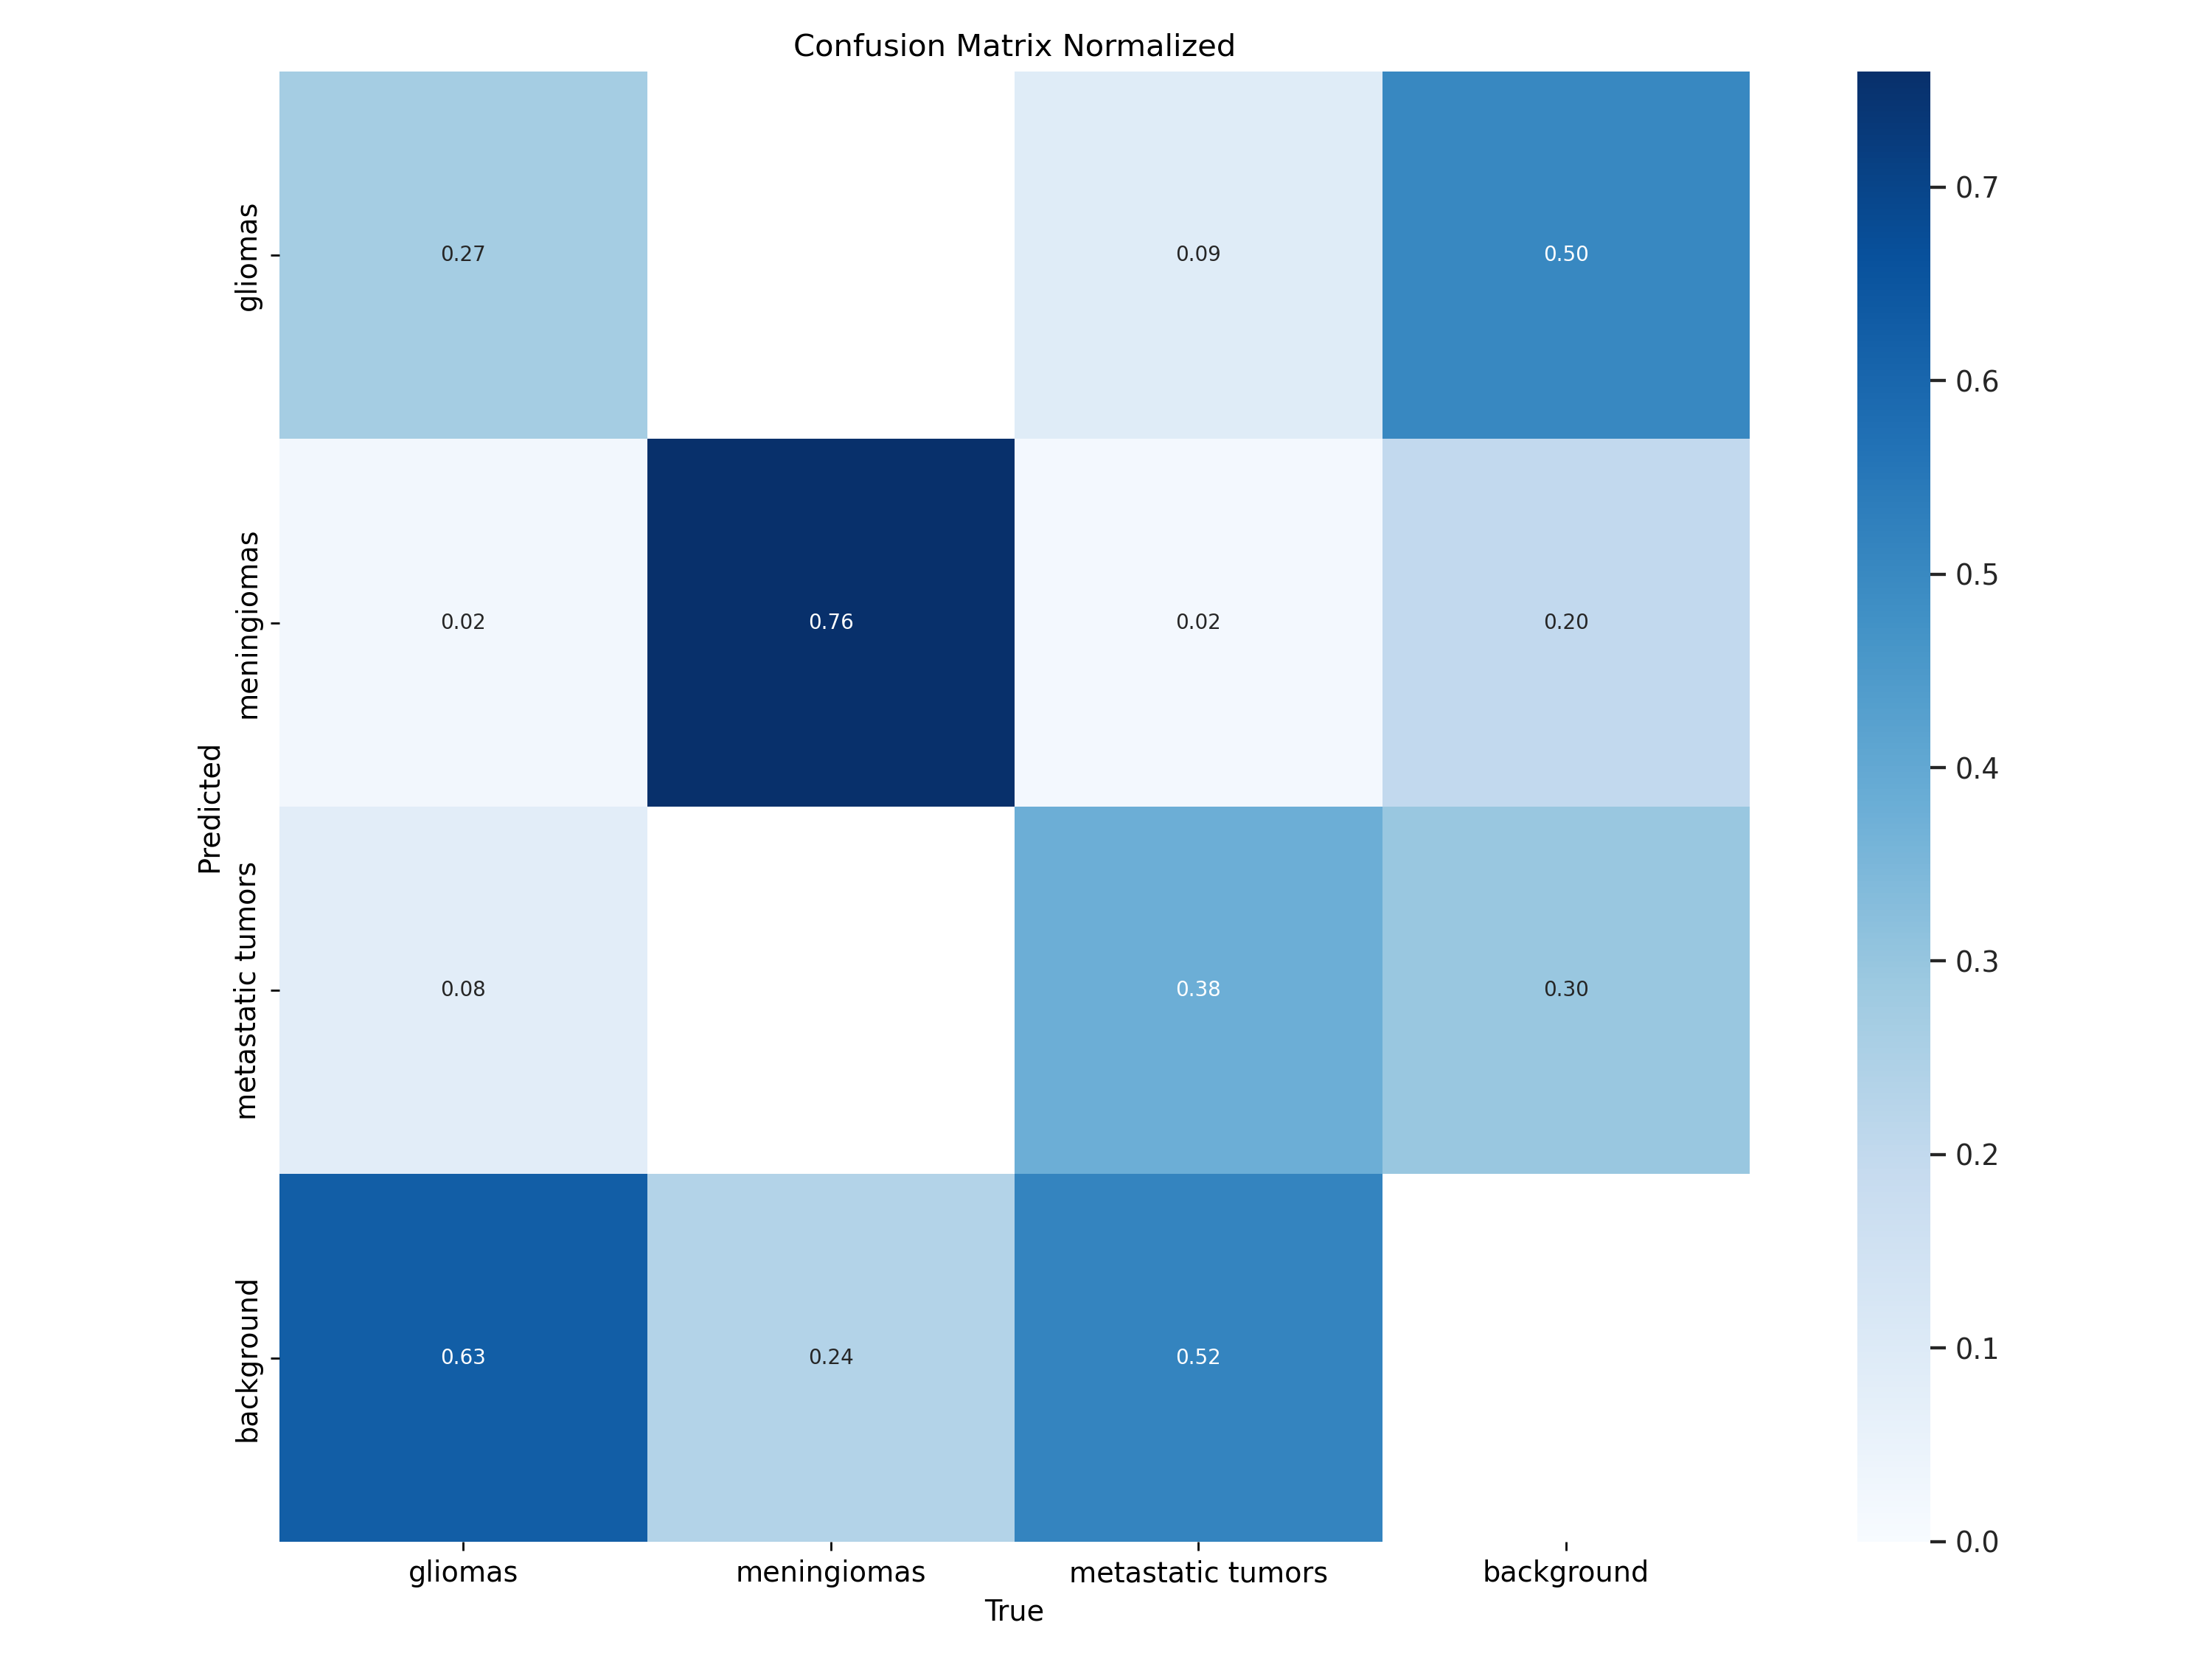 Confusion Matrix Normalized
gliomas
0.27
0.09
0.50
meningiomas
0.02
0.76
0.02
0.20
metastatic tumors
0.08
0.38
0.30
background
0.63
0.24
0.52
Predicted
gliomas
meningiomas
metastatic tumors
background
True
0.7
0.6
0.5
0.4
0.3
0.2
0.1
0.0